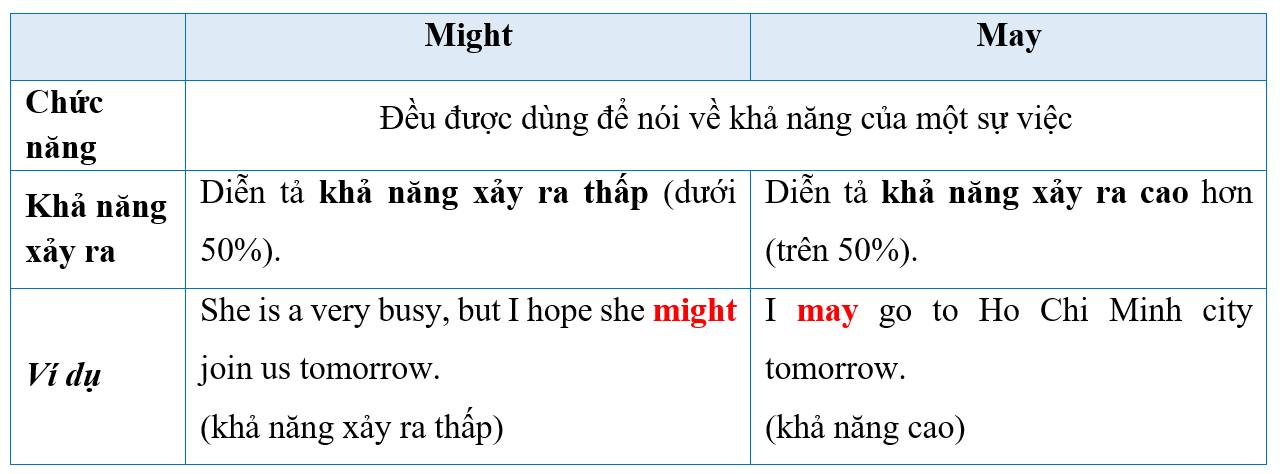 Might
May
Chức
năng
Đều được dùng để nói về khả năng của một sự việc
Khả năng
xảy ra
Diễn tả khả năng xảy ra thấp (dưới
50%).
Diễn tả khả năng xảy ra cao hơn
(trên 50%).
Ví dụ
She is a very busy, but I hope she might
join us tomorrow.
(khả năng xảy ra thấp)
I may go to Ho Chi Minh city
tomorrow.
(khả năng cao)